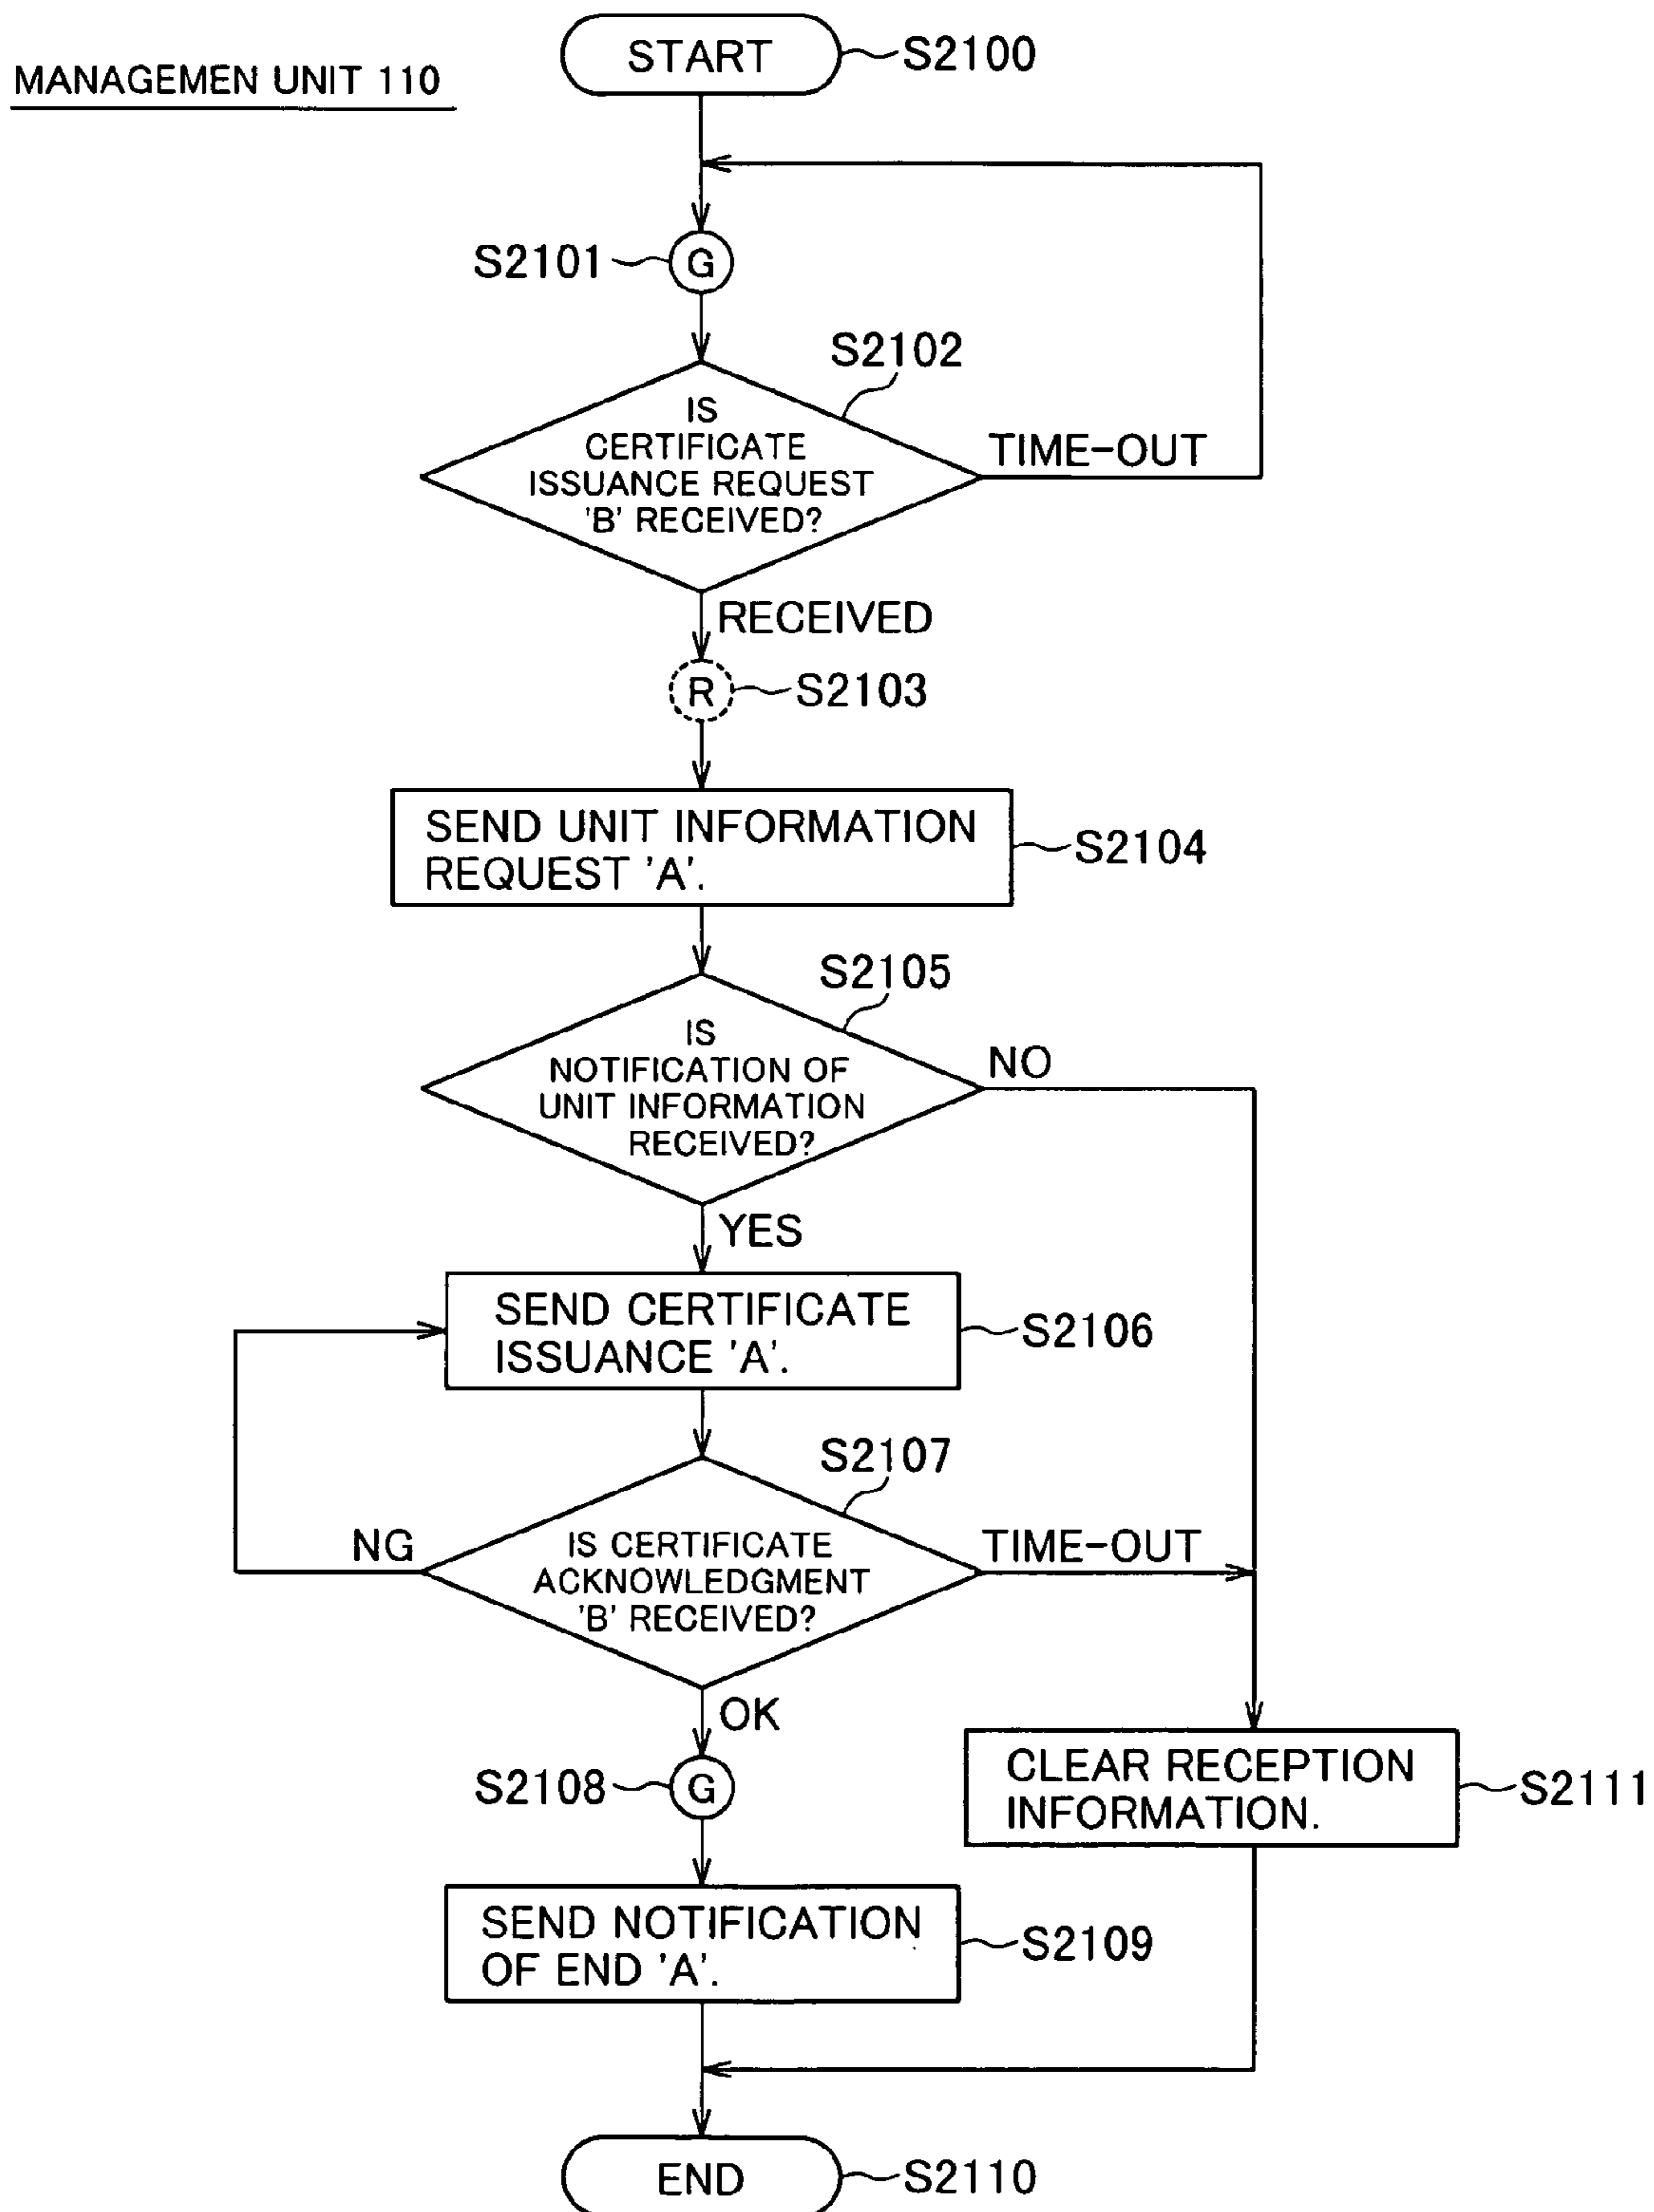 START
S2100
MANAGEMEN UNIT 110
S2101
G
S2102
IS
CERTIFICATE
ISSUANCE REQUEST
'B' RECEIVED?
TIME-OUT
RECEIVED
R
S2103
SEND UNIT INFORMATION
REQUEST 'A'.
S2104
S2105
IS
NOTIFICATION OF
UNIT INFORMATION
RECEIVED?
NO
YES
SEND CERTIFICATE
ISSUANCE 'A'.
S2106
S2107
NG
IS CERTIFICATE
ACKNOWLEDGMENT
'B' RECEIVED?
TIME-OUT
OK
S2108
G
CLEAR RECEPTION
INFORMATION.
S2111
SEND NOTIFICATION
OF END 'A'.
S2109
END
S2110